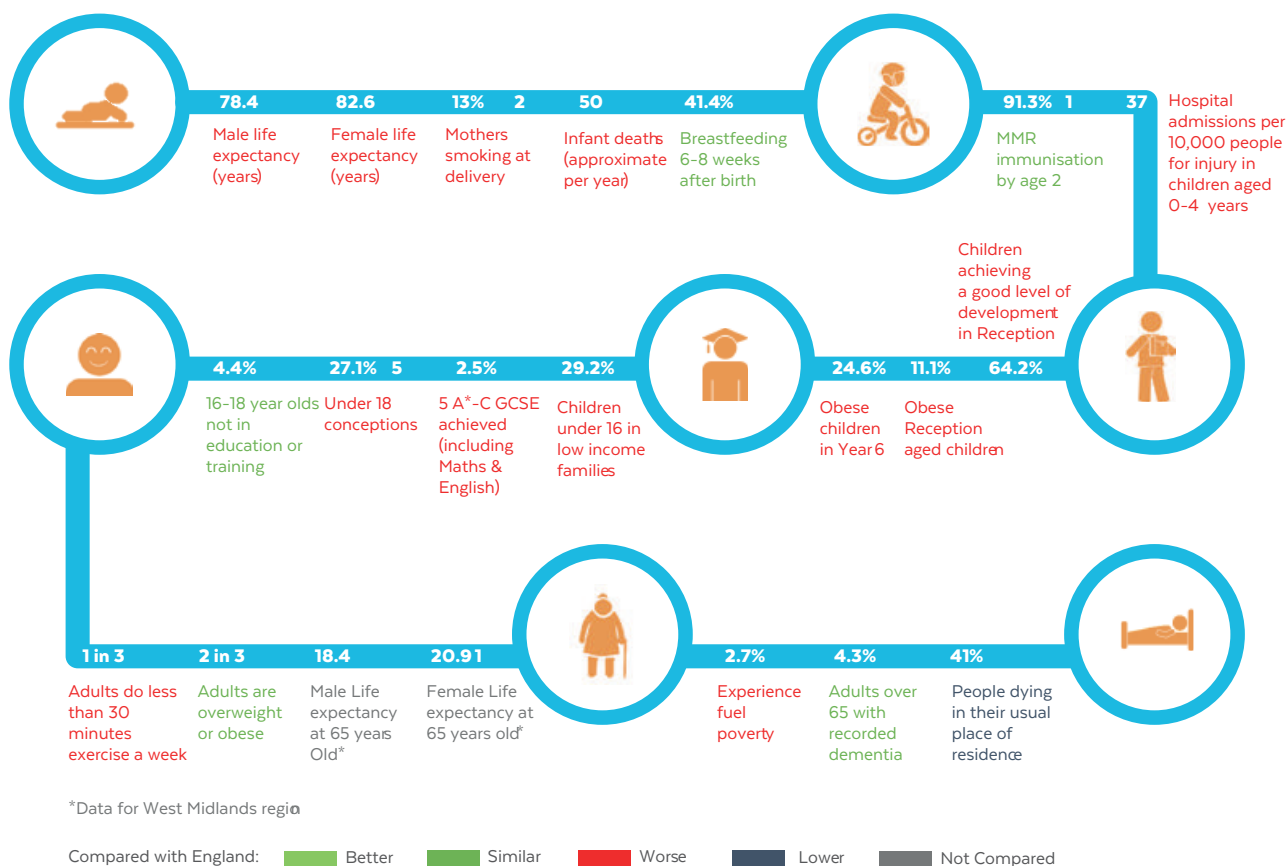 78.4 82.6 13% 2 50 41.4% 91.3% 1 37
Male life
expectancy
(years)
Female life
expectancy
(years)
Mothers
smoking at
delivery
Infant deaths
(approximate
per year)
Breastfeeding
6-8 weeks
after birth
MMR
immunisation
by age 2
Hospital
admissions per
10,000 people
for injury in
children aged
0-4 years
Children
achieving
a good level of
development
in Reception
4.4% 27.1% 5 2.5% 29.2% 24.6% 11.1% 64.2%
16-18 year olds
not in
education or
training
Under 18
conceptions
5 A*-C GCSE
achieved
(including
Maths &
English)
Children
under 16 in
low income
families
Obese
children
in Year 6
Obese
Reception
aged children
1 in 3 2 in 3 18.4 20.91 2.7% 4.3% 41%
Adults do less
than 30
minutes
exercise a week
Adults are
overweight
or obese
Male Life
expectancy
at 65 years
Old*
Female Life
expectancy at
65 years old*
Experience
fuel
poverty
Adults over
65 with
recorded
dementia
People dying
in their usual
place of
residence
*Data for West Midlands region
Compared with England: Better Similar Worse Lower Not Compared